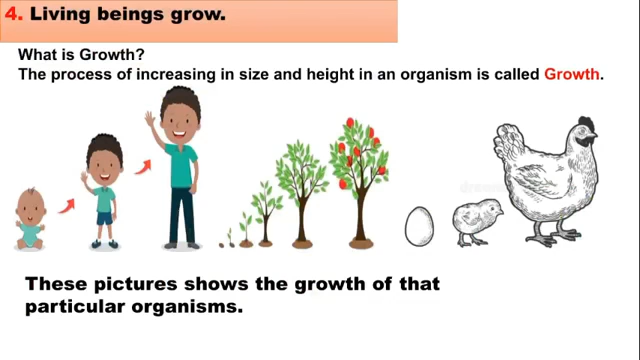 4. Living beings grow.
What is Growth?
The process of increasing in size and height in an organism is called Growth.
These pictures shows the growth of that
particular organisms.